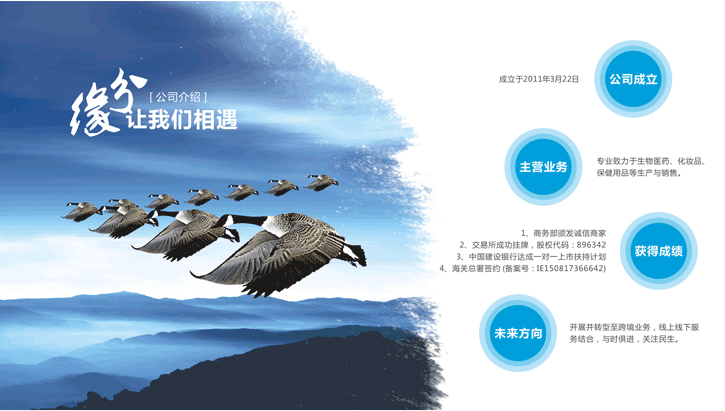 缘分
[ 公司介绍 ]
让我们相遇
成立于2011年3月22日
公司成立
主营业务
专业致力于生物医药、化妆品、
保健用品等生产与销售。
1、商务部颁发诚信商家
2、交易所成功挂牌，股权代码：896342
3、中国建设银行达成一对一上市扶持计划
4、海关总署签约 (备案号：IE150817366642)
获得成绩
未来方向
开展并转型至跨境业务，线上线下服
务结合，与时俱进，关注民生。